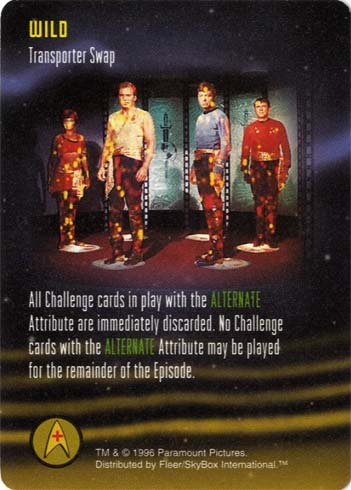 WILD
Transporter Swap
All Challenge cards in play with the ALTERNATE
Attribute are immediately discarded. No Challenge
cards with the ALTERNATE Attribute may be played
for the remainder of the Episode.
TM & © 1996 Paramount Pictures.
Distributed by Fleer/SkyBox International.™